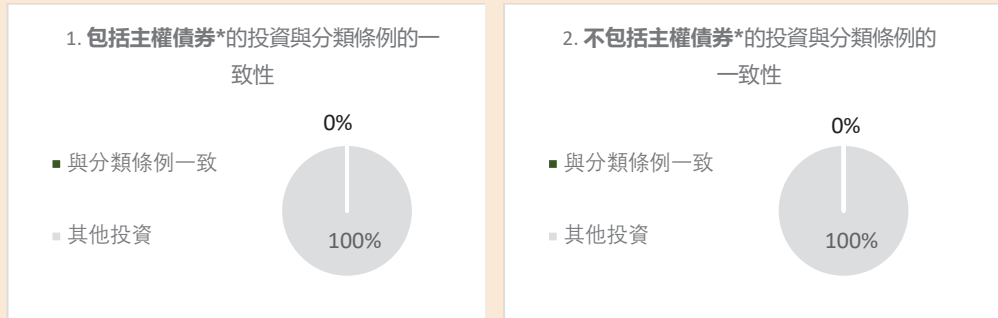 1. 包括主權債券*的投資與分類條例的一
致性
0%
與分類條例一致
其他投資
100%
2. 不包括主權債券*的投資與分類條例的
一致性
0%
與分類條例一致
其他投資
100%